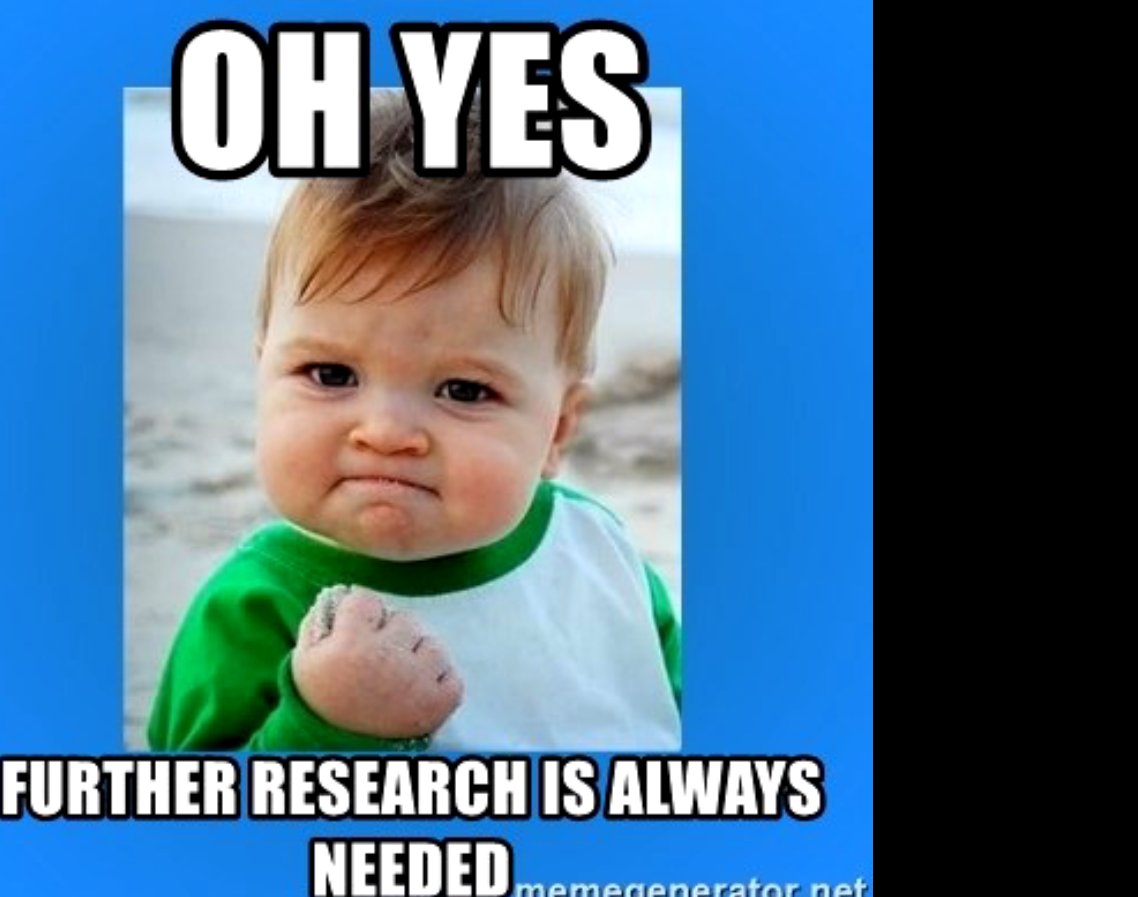 OH YES
FURTHER RESEARCH IS ALWAYS
NEEDED
memegenerator.net